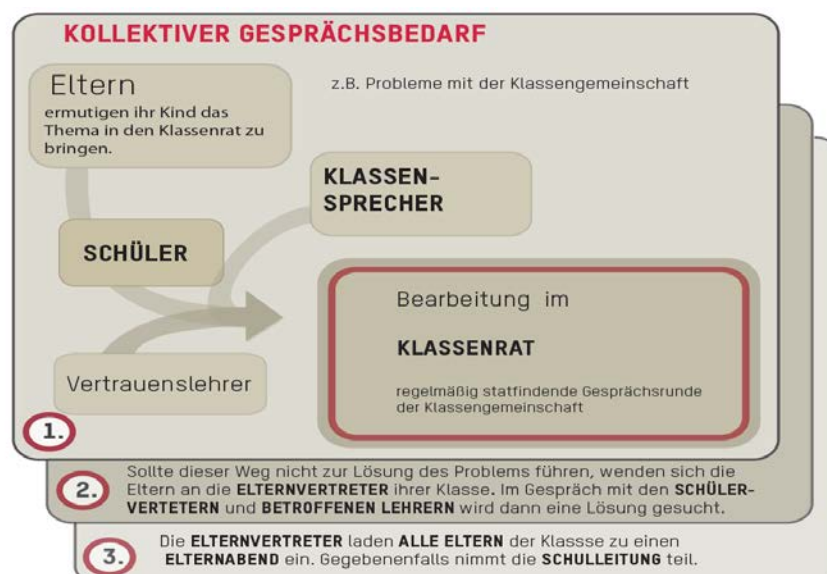 KOLLEKTIVER GESPRÄCHSBEDARF
Eltern
ermutigen ihr Kind das
Thema in den Klassenrat zu
bringen.
z.B. Probleme mit der Klassengemeinschaft
KLASSEN-
SPRECHER
SCHÜLER
Vertrauenslehrer
Bearbeitung im
KLASSENRAT
regelmäßig statfindende Gesprächsrunde
der Klassengemeinschaft
1.
2.
Sollte dieser Weg nicht zur Lösung des Problems führen, wenden sich die
Eltern an die ELTERNVERTRETER ihrer Klasse. Im Gespräch mit den SCHÜLER-
VERTETERN und BETROFFENEN LEHRERN wird dann eine Lösung gesucht.
3.
Die ELTERNVERTRETER laden ALLE ELTERN der Klassse zu einen
ELTERNABEND ein. Gegebenenfalls nimmt die SCHULLEITUNG teil.